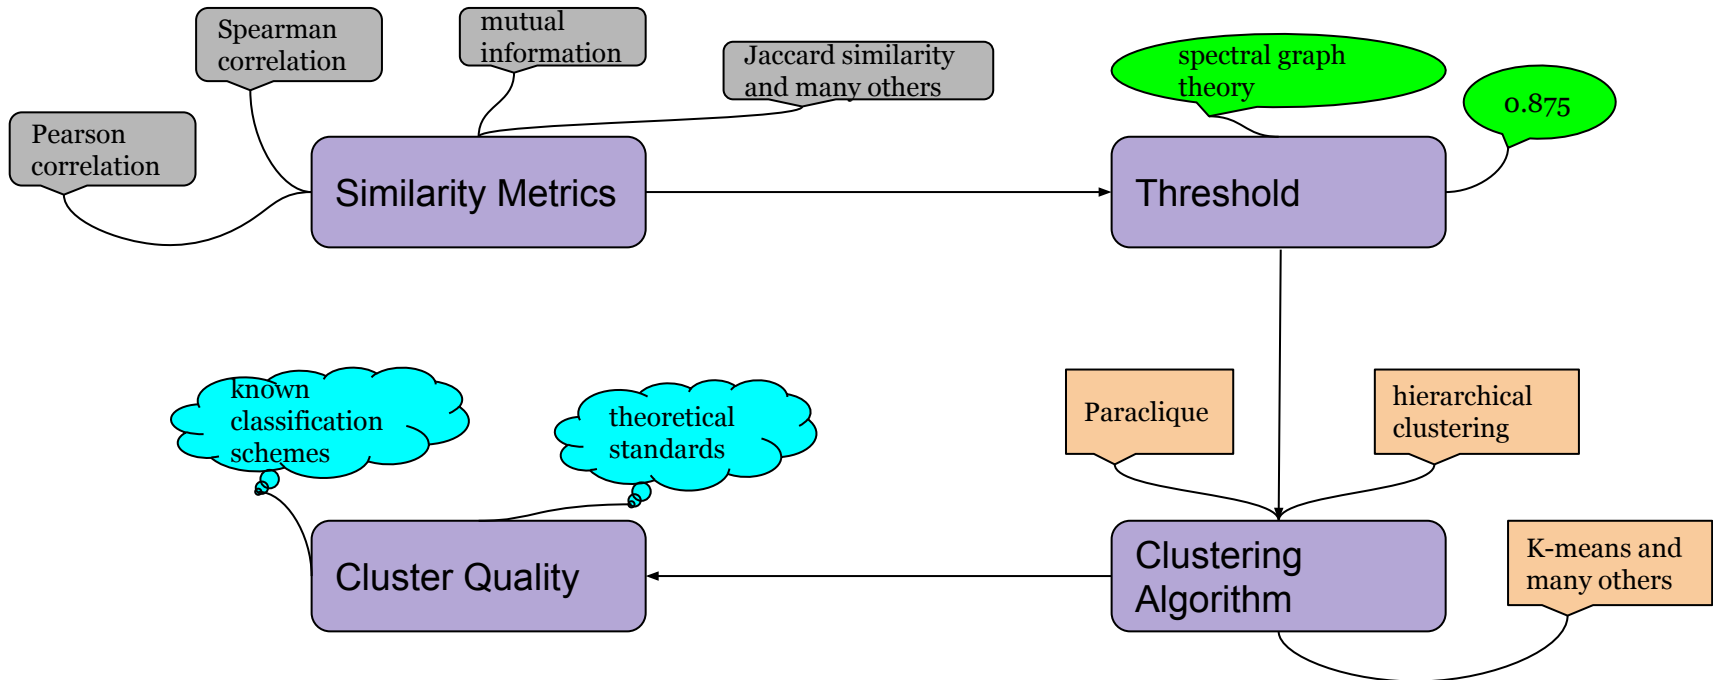 Spearman
correlation
mutual
information
Jaccard similarity
and many others
spectral graph
theory
0.875
Pearson
correlation
Similarity Metrics
Threshold
known
classification
schemes
theoretical
standards
Paraclique
hierarchical
clustering
Cluster Quality
Clustering
Algorithm
K-means and
many others